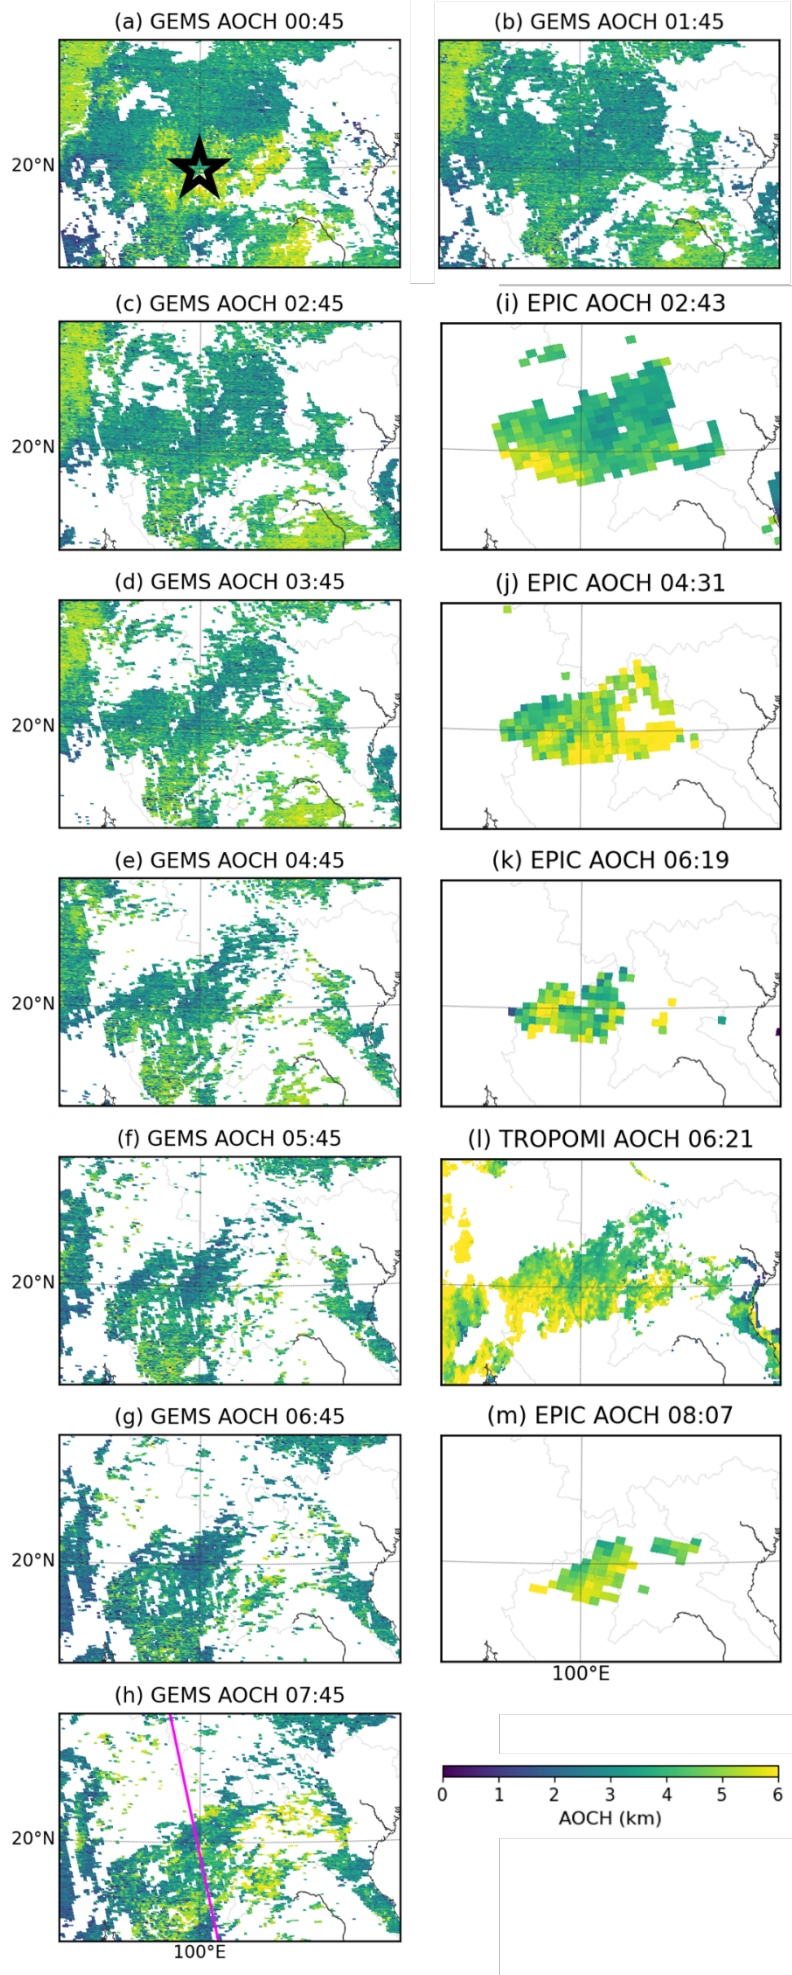 (a) GEMS AOCH 00:45
(b) GEMS AOCH 01:45
20°N
(c) GEMS AOCH 02:45
(i) EPIC AOCH 02:43
20°N
(d) GEMS AOCH 03:45
(j) EPIC AOCH 04:31
20°N
(e) GEMS AOCH 04:45
(k) EPIC AOCH 06:19
20°N
(f) GEMS AOCH 05:45
(l) TROPOMI AOCH 06:21
20°N
(g) GEMS AOCH 06:45
(m) EPIC AOCH 08:07
20°N
100°E
(h) GEMS AOCH 07:45
20°N
100°E
0 1 2 3 4 5 6
AOCH (km)